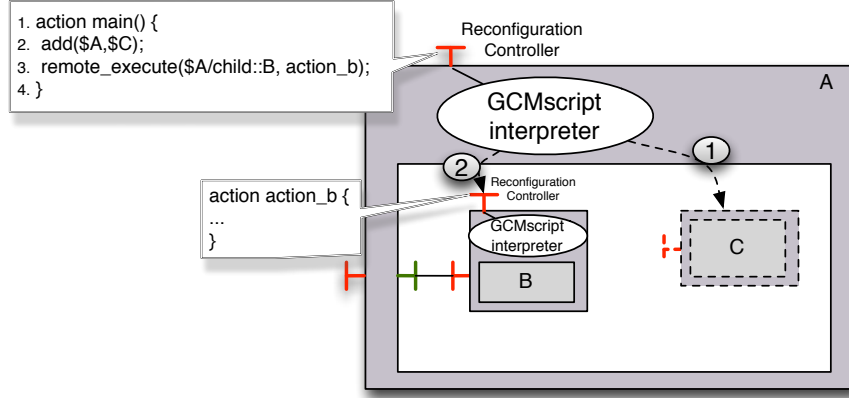 1. action main() {
2. add($A,$C);
3. remote_execute($A/child::B, action_b);
4. }
Reconfiguration
Controller
A
GCMscript
interpreter
1
2
Reconfiguration
Controller
action action_b {
...
}
GCMscript
interpreter
B
C